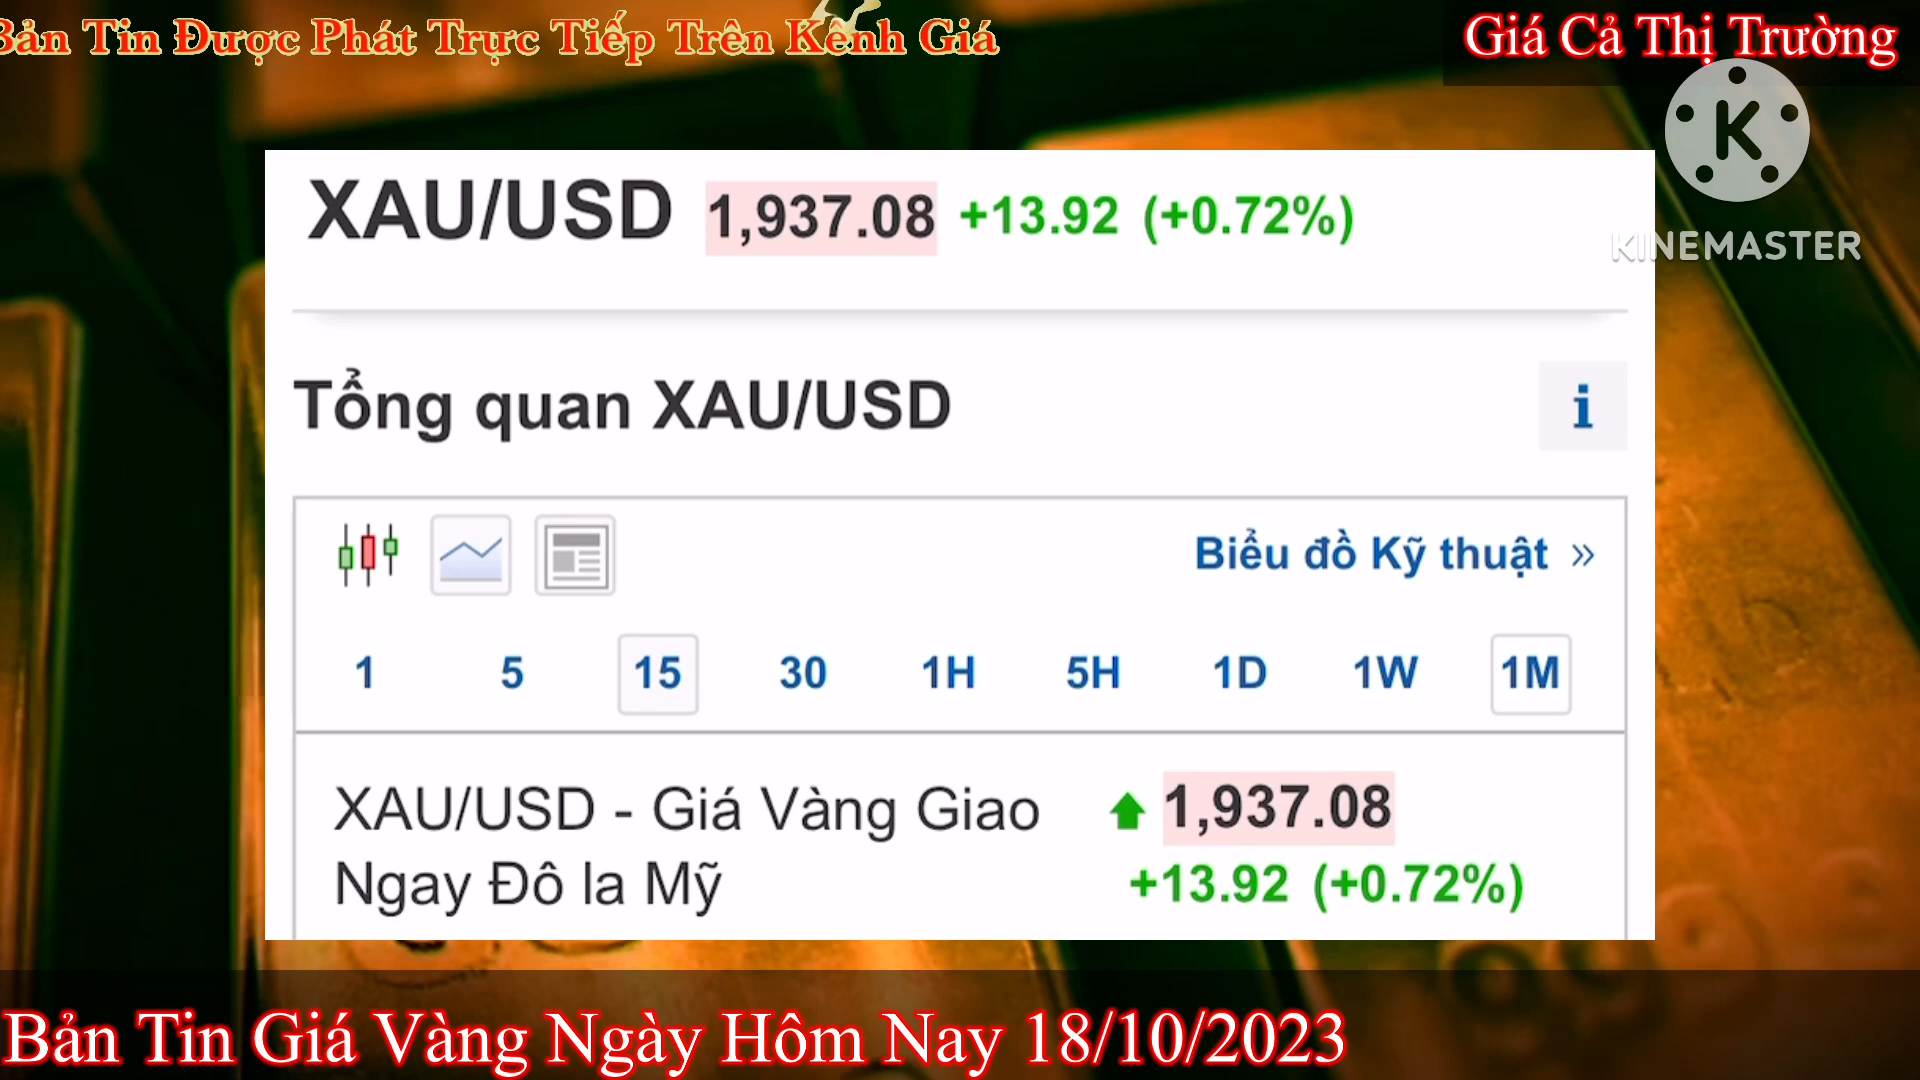 Bản Tin Được Phát Trực Tiếp Trên Kênh Giá
Giá Cả Thị Trường
K
KINEMASTER
XAU/USD 1,937.08 +13.92 (+0.72%)
Tổng quan XAU/USD
i
Biểu đồ Kỹ thuật »
1 5 15 30 1H 5H 1D 1W 1M
XAU/USD - Giá Vàng Giao 1,937.08
Ngay Đô la Mỹ +13.92 (+0.72%)
Bản Tin Giá Vàng Ngày Hôm Nay 18/10/2023